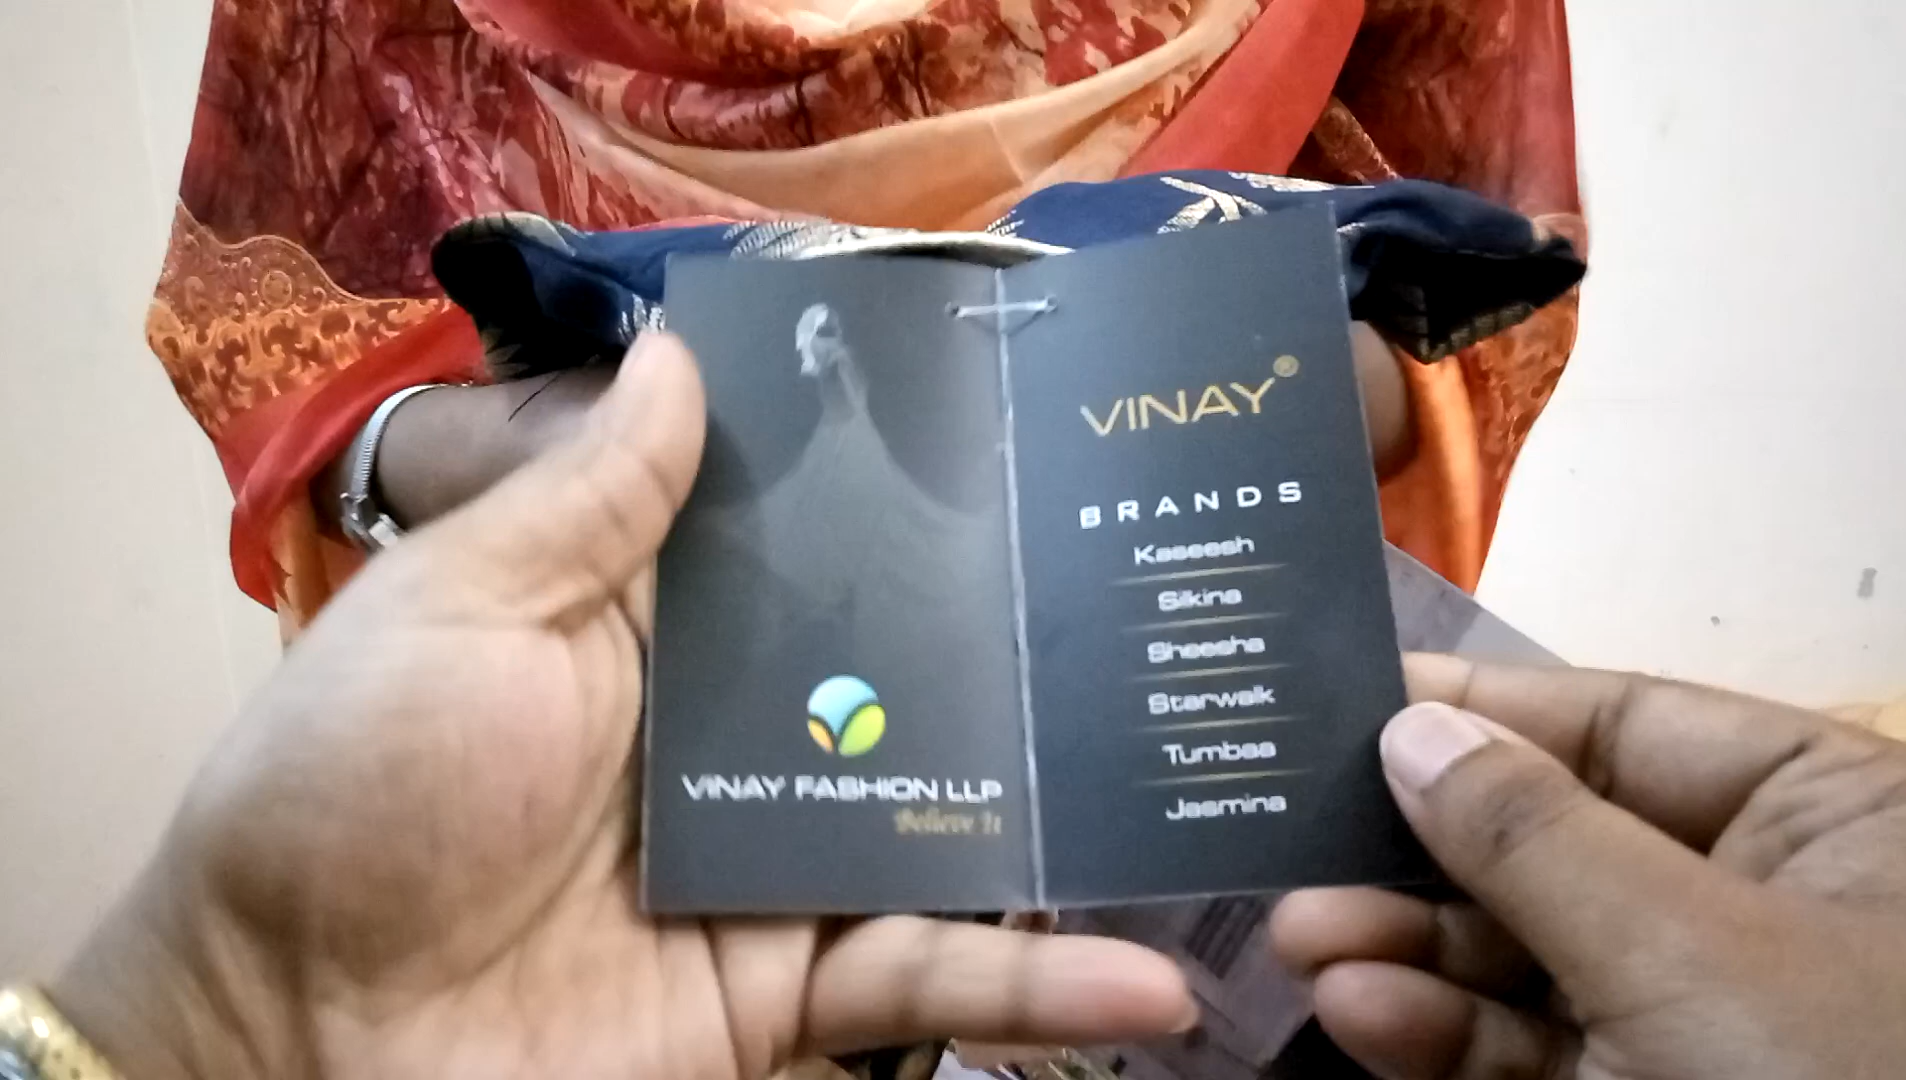 VINAY FASHION LLP
Believe It
VINAY®
BRANDS
Kaseesh
Silkina
Sheesha
Starwalk
Tumbaa
Jasmina